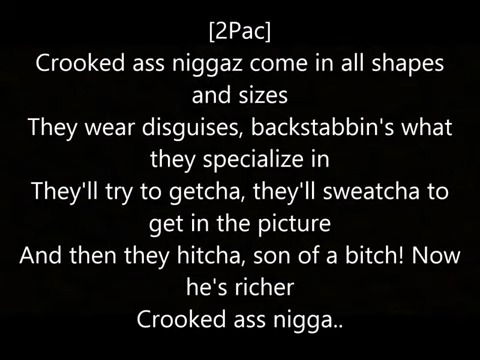 [2Pac]
Crooked ass niggaz come in all shapes
and sizes
They wear disguises, backstabbin's what
they specialize in
They'll try to getcha, they'll sweatcha to
get in the picture
And then they hitcha, son of a bitch! Now
he's richer
Crooked ass nigga..